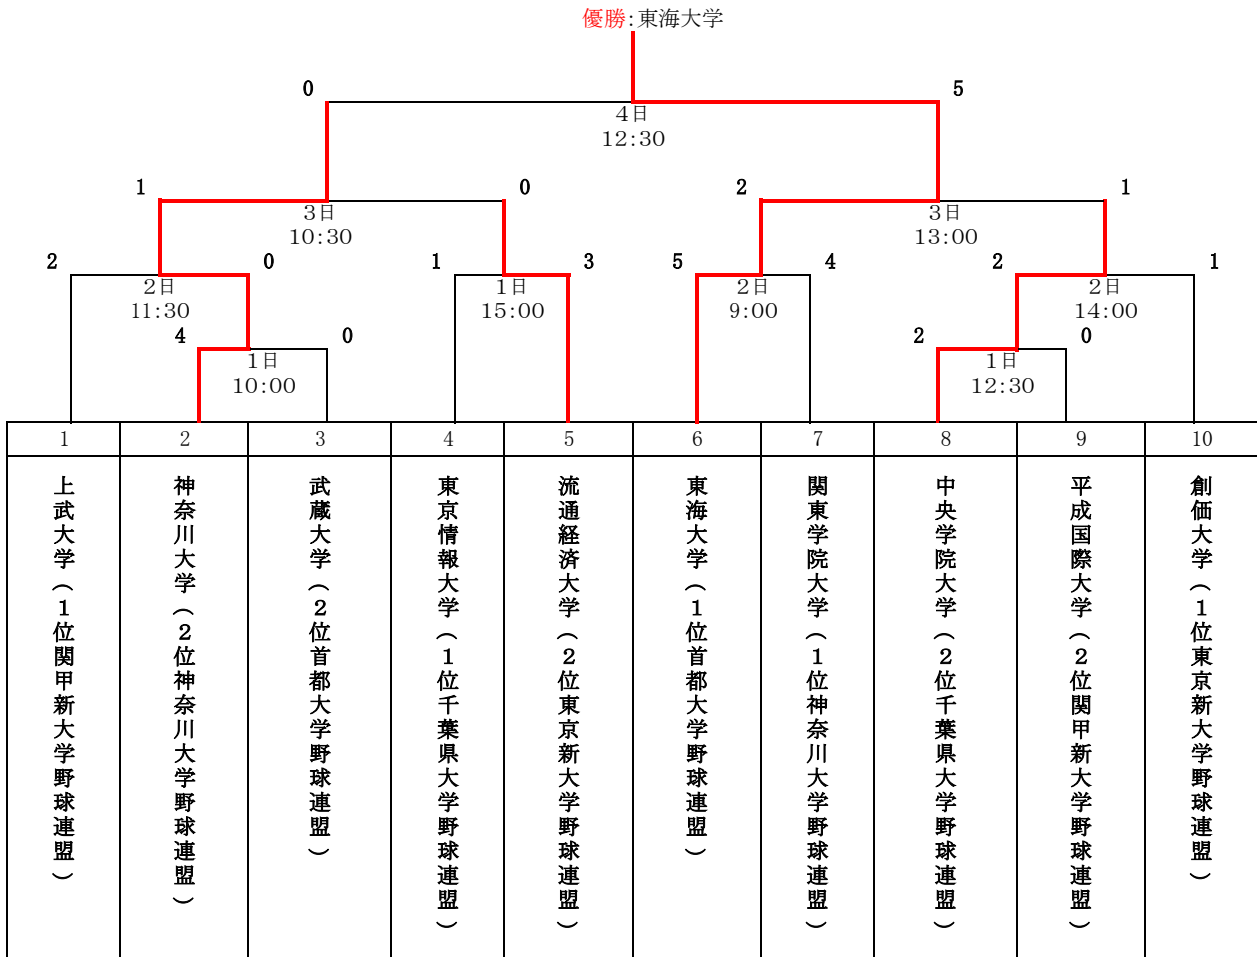 優勝:東海大学
0 5
4日
12:30
1 0 2 1
3日 3日
10:30 13:00
2 0 1 3 5 4 2 1
2日 1日 2日 2日
11:30 15:00 9:00 14:00
4 0 2 0
1日 1日
10:00 12:30
1 2 3 4 5 6 7 8 9 10
上武大学(1位関甲新大学野球連盟)
神奈川大学(2位神奈川大学野球連盟)
武蔵大学(2位首都大学野球連盟)
東京情報大学(1位千葉県大学野球連盟)
流通経済大学(2位東京新大学野球連盟)
東海大学(1位首都大学野球連盟)
関東学院大学(1位神奈川大学野球連盟)
中央学院大学(2位千葉県大学野球連盟)
平成国際大学(2位関甲新大学野球連盟)
創価大学(1位東京新大学野球連盟)